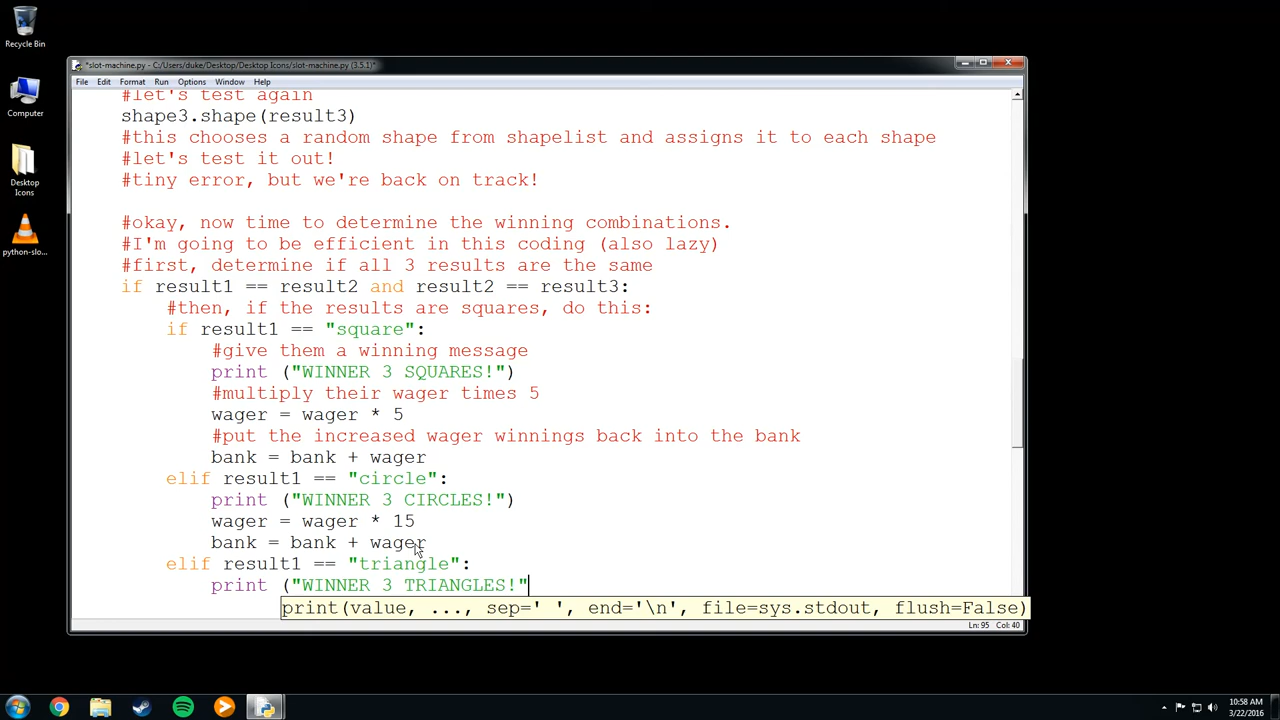 Recycle Bin
Computer
Desktop
Icons
python-slo...
*slot-machine.py - C:/Users/duke/Desktop/Desktop Icons/slot-machine.py (3.5.1)*
File Edit Format Run Options Window Help
#let's test again
shape3.shape(result3)
#this chooses a random shape from shapelist and assigns it to each shape
#let's test it out!
#tiny error, but we're back on track!
#okay, now time to determine the winning combinations.
#I'm going to be efficient in this coding (also lazy)
#first, determine if all 3 results are the same
if result1 == result2 and result2 == result3:
#then, if the results are squares, do this:
if result1 == "square":
#give them a winning message
print ("WINNER 3 SQUARES!")
#multiply their wager times 5
wager = wager * 5
#put the increased wager winnings back into the bank
bank = bank + wager
elif result1 == "circle":
print ("WINNER 3 CIRCLES!")
wager = wager * 15
bank = bank + wager
elif result1 == "triangle":
print ("WINNER 3 TRIANGLES!"
print(value, ..., sep=' ', end='\n', file=sys.stdout, flush=False)
Ln: 95 Col: 40
10:58 AM
3/22/2016